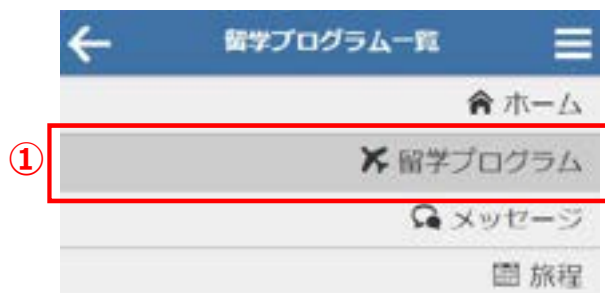 留学プログラム一覧
ホーム
① 留学プログラム
メッセージ
旅程